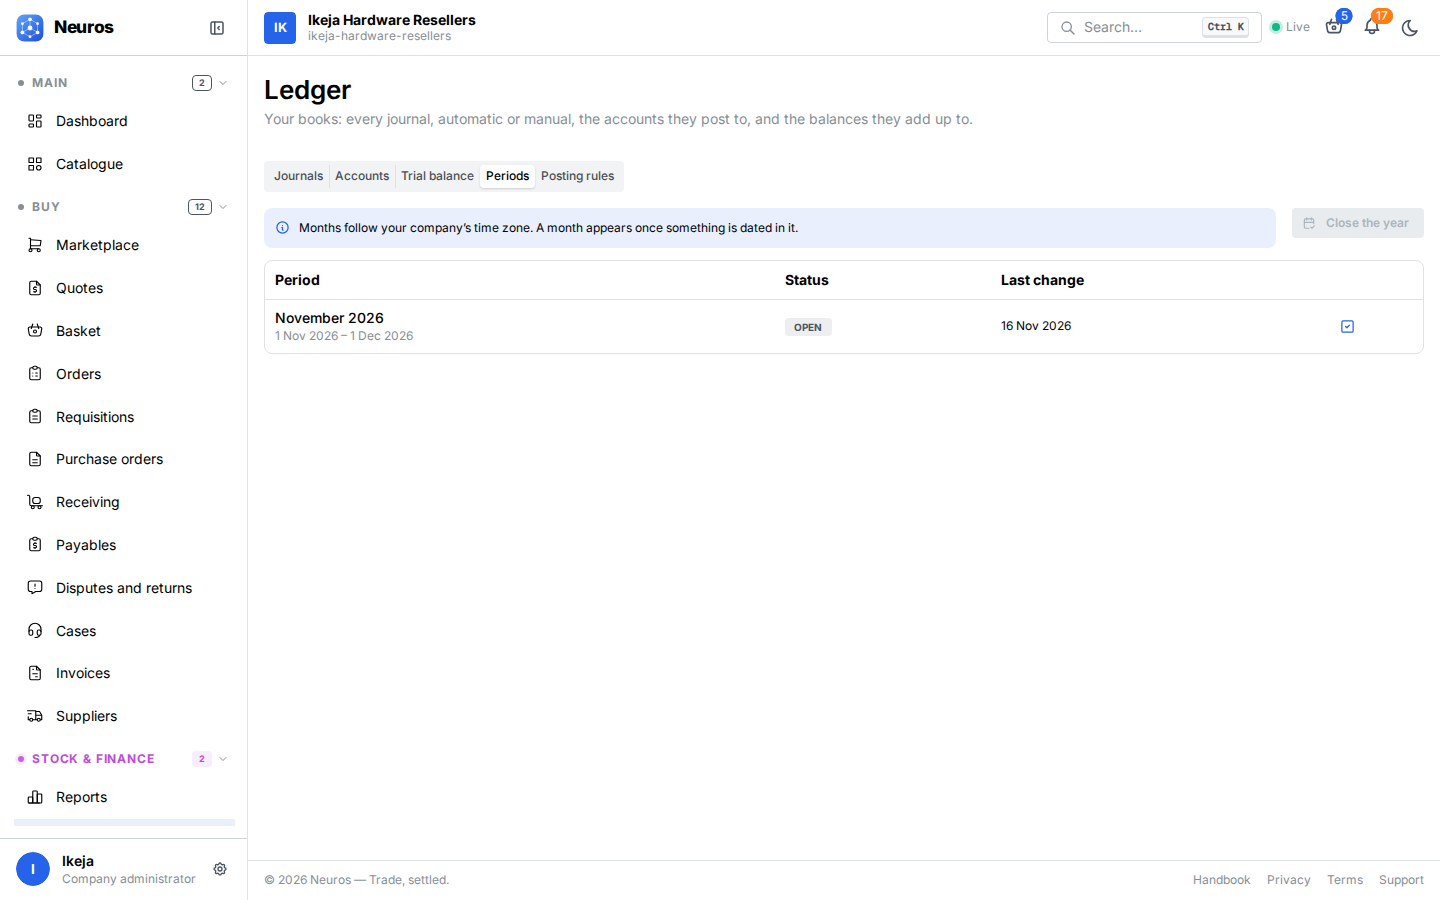 Neuros
IK
Ikeja Hardware Resellers
ikeja-hardware-resellers
Search...
Ctrl K
Live
5
17
MAIN
2
Dashboard
Catalogue
BUY
12
Marketplace
Quotes
Basket
Orders
Requisitions
Purchase orders
Receiving
Payables
Disputes and returns
Cases
Invoices
Suppliers
STOCK & FINANCE
2
Reports
I
Ikeja
Company administrator
Ledger
Your books: every journal, automatic or manual, the accounts they post to, and the balances they add up to.
Journals
Accounts
Trial balance
Periods
Posting rules
Months follow your company’s time zone. A month appears once something is dated in it.
Close the year
Period
Status
Last change
November 2026
1 Nov 2026 – 1 Dec 2026
OPEN
16 Nov 2026
© 2026 Neuros — Trade, settled.
Handbook
Privacy
Terms
Support